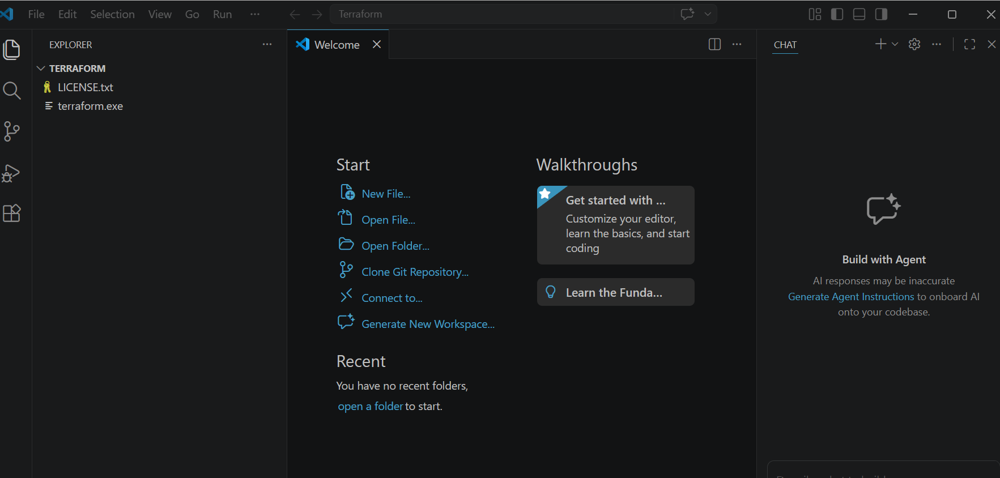 File Edit Selection View Go Run ···
Terraform
EXPLORER ···
TERRAFORM
LICENSE.txt
terraform.exe
Welcome
Start
New File...
Open File...
Open Folder...
Clone Git Repository...
Connect to...
Generate New Workspace...
Recent
You have no recent folders,
open a folder to start.
Walkthroughs
Get started with ...
Customize your editor,
learn the basics, and start
coding
Learn the Funda...
CHAT
Build with Agent
AI responses may be inaccurate
Generate Agent Instructions to onboard AI
onto your codebase.